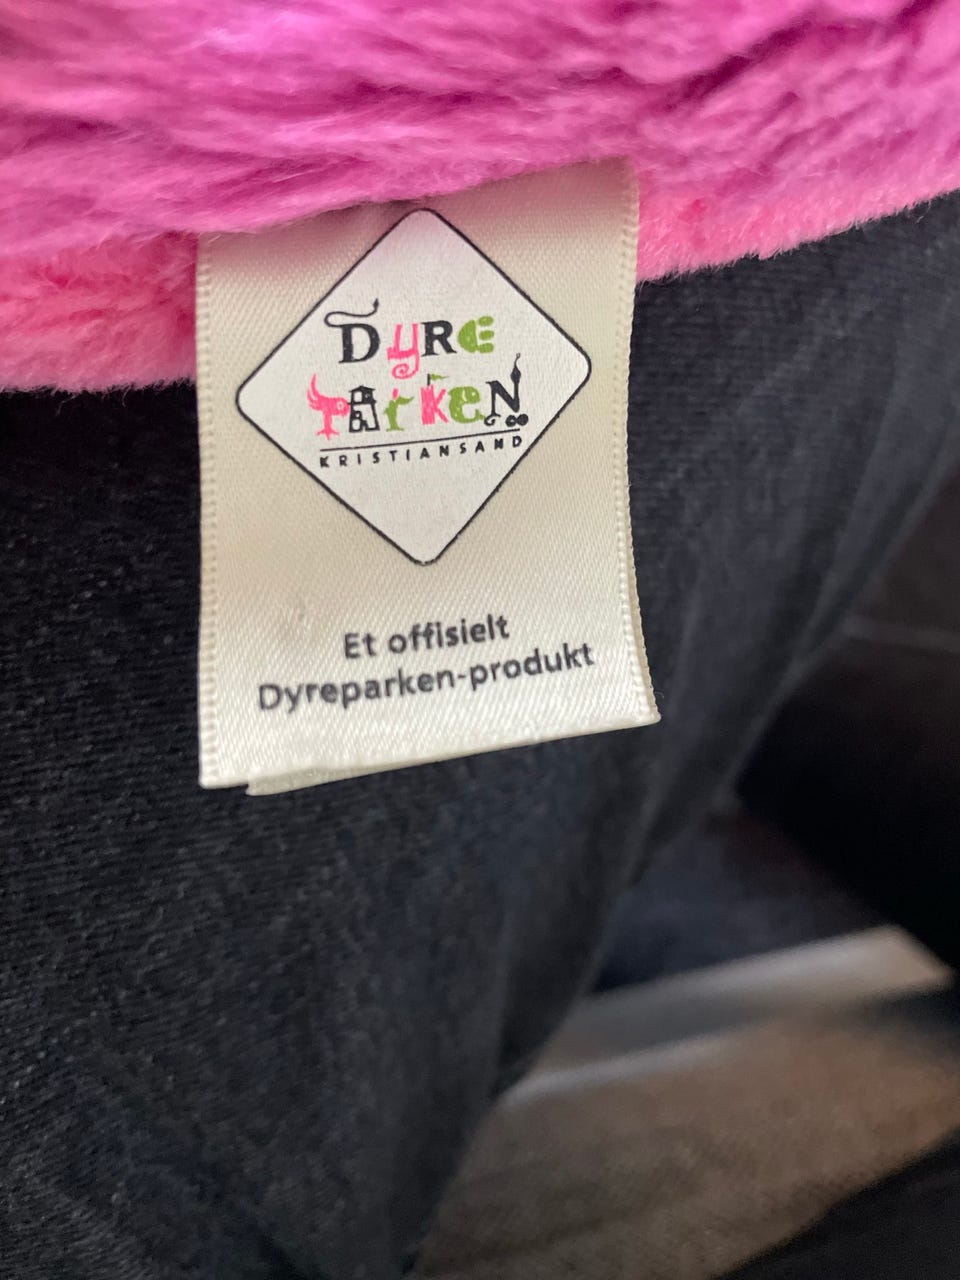 DyRE
PArkeN
KRISTIANSAND
Et offisielt
Dyreparken-produkt